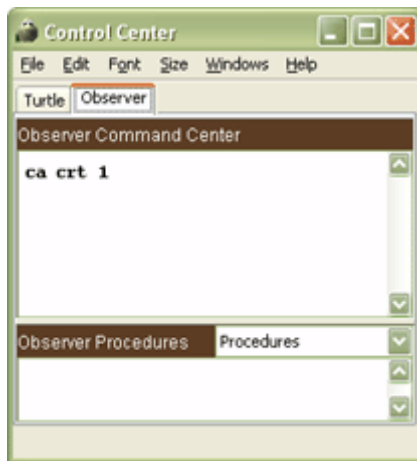 Control Center
File Edit Font Size Windows Help
Turtle Observer
Observer Command Center
ca crt 1
Observer Procedures Procedures